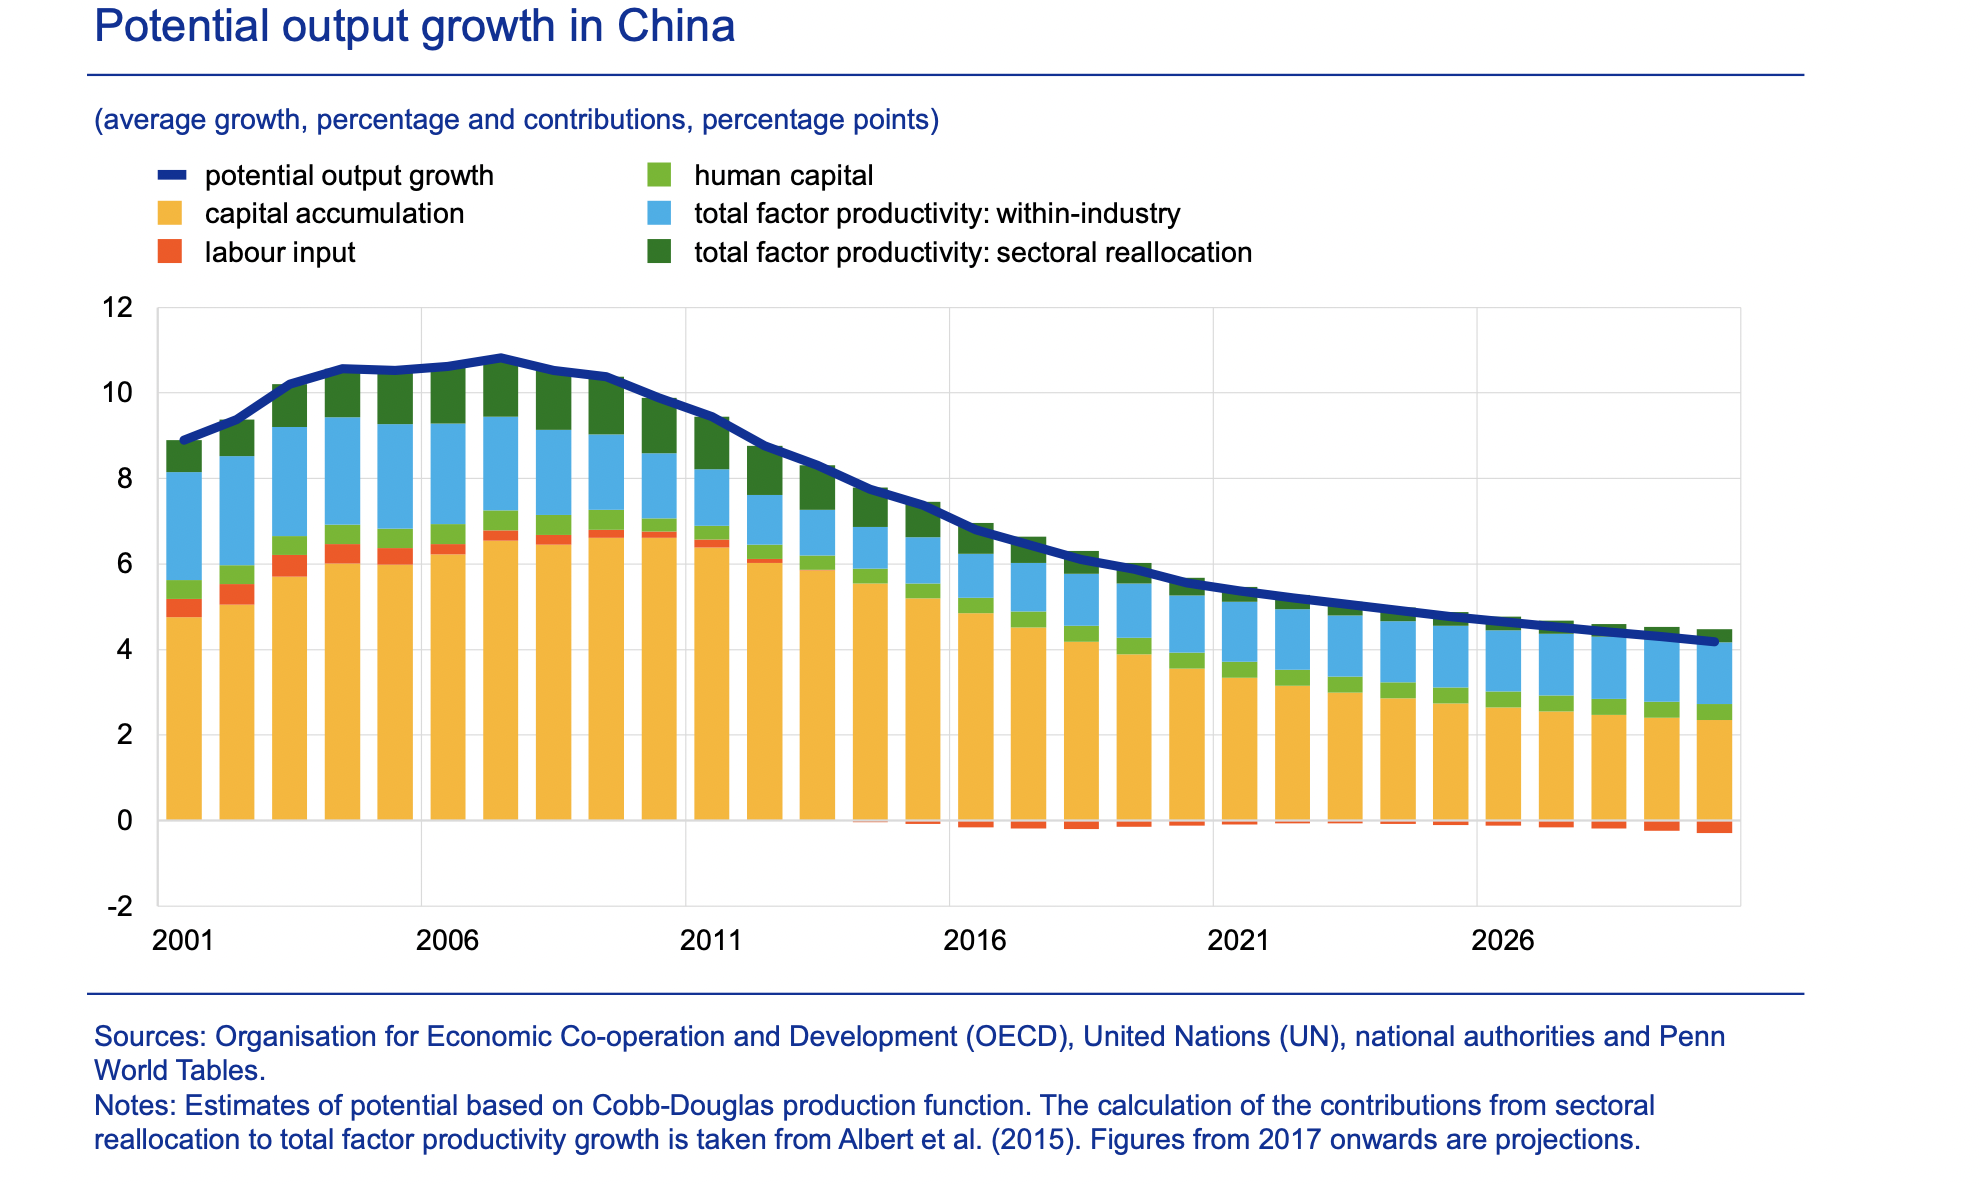 Potential output growth in China
(average growth, percentage and contributions, percentage points)
potential output growth
capital accumulation
labour input
human capital
total factor productivity: within-industry
total factor productivity: sectoral reallocation
12
10
8
6
4
2
0
-2
2001 2006 2011 2016 2021 2026
Sources: Organisation for Economic Co-operation and Development (OECD), United Nations (UN), national authorities and Penn
World Tables.
Notes: Estimates of potential based on Cobb-Douglas production function. The calculation of the contributions from sectoral
reallocation to total factor productivity growth is taken from Albert et al. (2015). Figures from 2017 onwards are projections.